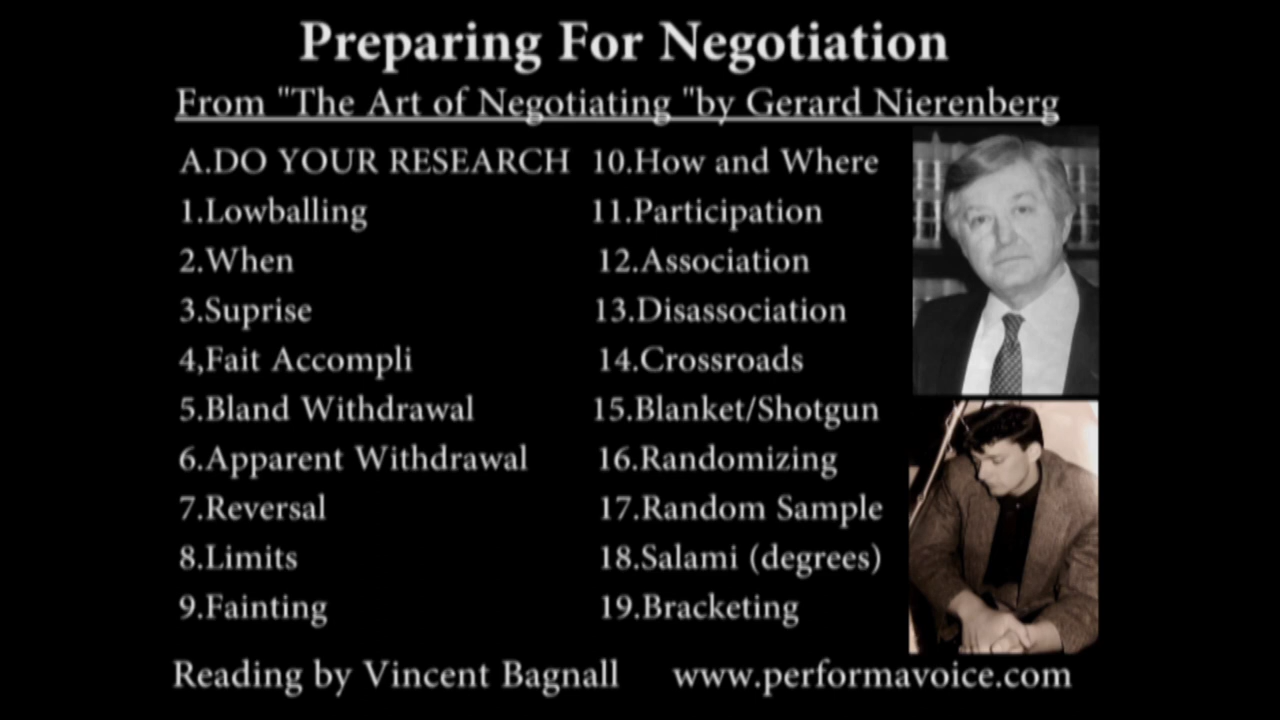 Preparing For Negotiation
From "The Art of Negotiating "by Gerard Nierenberg
A.DO YOUR RESEARCH
1.Lowballing
2.When
3.Suprise
4,Fait Accompli
5.Bland Withdrawal
6.Apparent Withdrawal
7.Reversal
8.Limits
9.Fainting
10.How and Where
11.Participation
12.Association
13.Disassociation
14.Crossroads
15.Blanket/Shotgun
16.Randomizing
17.Random Sample
18.Salami (degrees)
19.Bracketing
Reading by Vincent Bagnall
www.performavoice.com